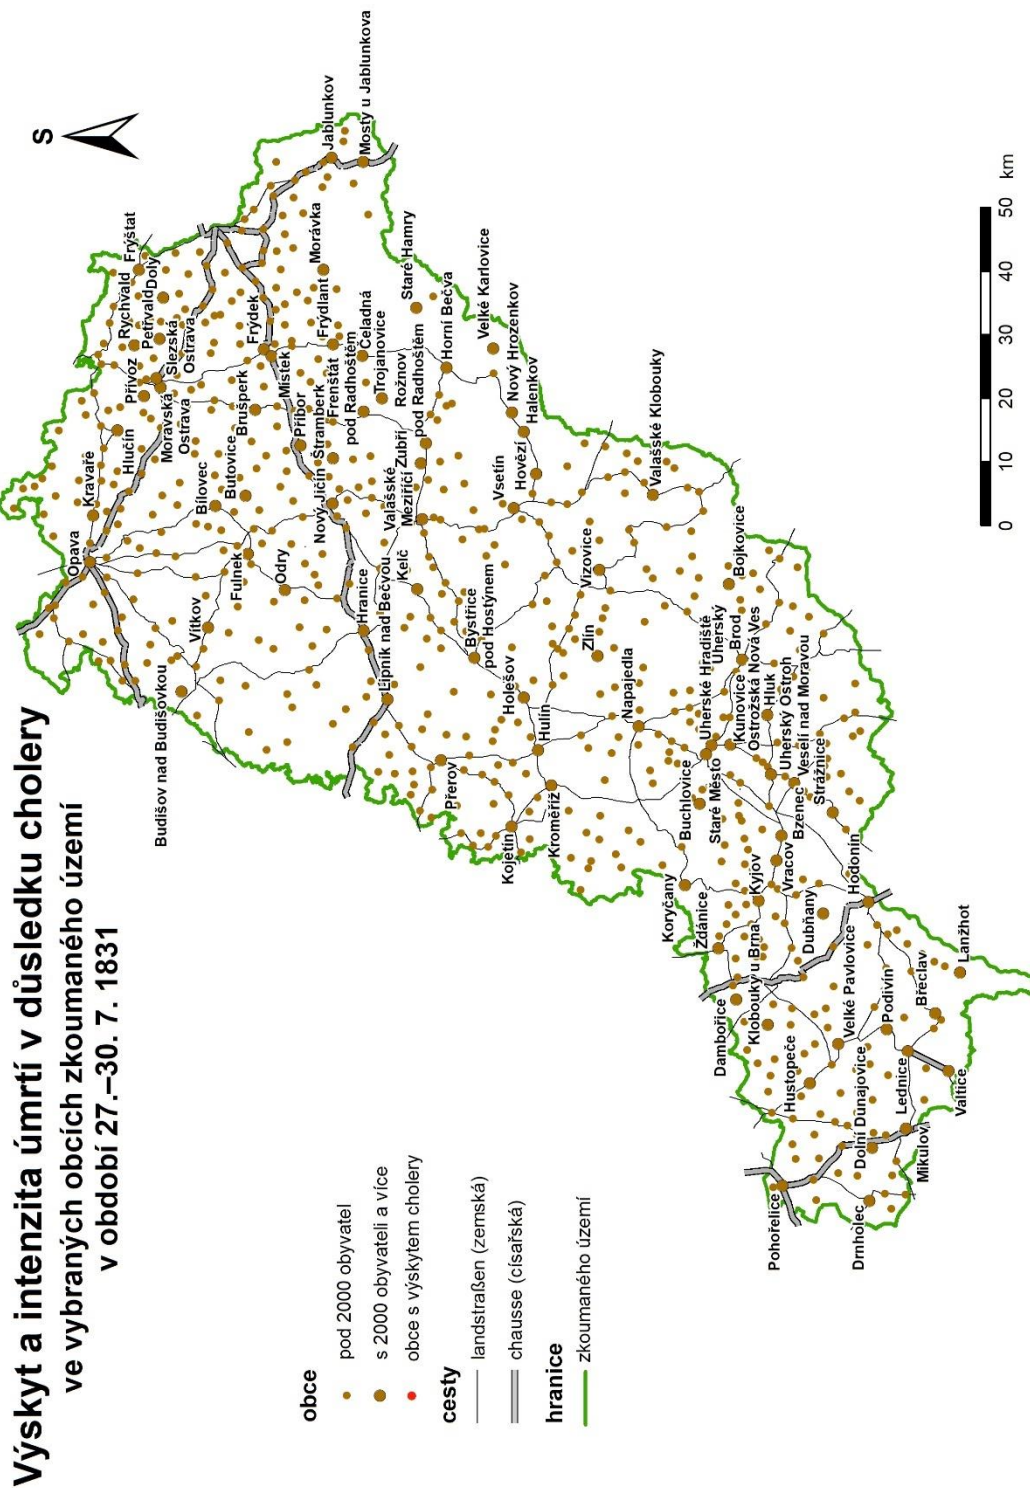 Výskyt a intenzita úmrtí v důsledku cholery
ve vybraných obcích zkoumaného území
v období 27.–30. 7. 1831
S
obce
pod 2000 obyvatel
s 2000 obyvateli a více
obce s výskytem cholery
cesty
landstraßen (zemská)
chausse (císařská)
hranice
zkoumaného území
Opava
Kravaře
Hlučín
Přívoz
Rychvald
Petřvald
Doly
Fryštat
Slezská
Ostrava
Moravská
Ostrava
Budišov nad Budišovkou
Vítkov
Bílovec
Butovice
Fulnek
Odry
Brušperk
Frýdek
Místek
Příbor
Štramberk
Nový Jičín
Frenštát
pod Radhoštěm
Frýdlant
Morávka
Jablunkov
Mosty u Jablunkova
Čeladná
Trojanovice
Staré Hamry
Hranice
Lipník nad Bečvou
Kelč
Valašské
Meziříčí
Zubří
Rožnov
pod Radhoštěm
Horní Bečva
Velké Karlovice
Nový Hrozenkov
Halenkov
Hovězí
Vsetín
Bystřice
pod Hostýnem
Holešov
Přerov
Kojetín
Kroměříž
Hulín
Zlín
Vizovice
Valašské Klobouky
Napajedla
Bojkovice
Uherské Hradiště
Uherský
Brod
Kunovice
Ostrožská Nová Ves
Hluk
Uherský Ostroh
Veselí nad Moravou
Strážnice
Buchlovice
Staré Město
Bzenec
Vracov
Koryčany
Kyjov
Ždánice
Hodonín
Dubňany
Dambořice
Klobouky u Brna
Hustopeče
Velké Pavlovice
Podivín
Břeclav
Lanžhot
Lednice
Valtice
Dolní Dunajovice
Mikulov
Pohořelice
Drnholec
0 10 20 30 40 50 km